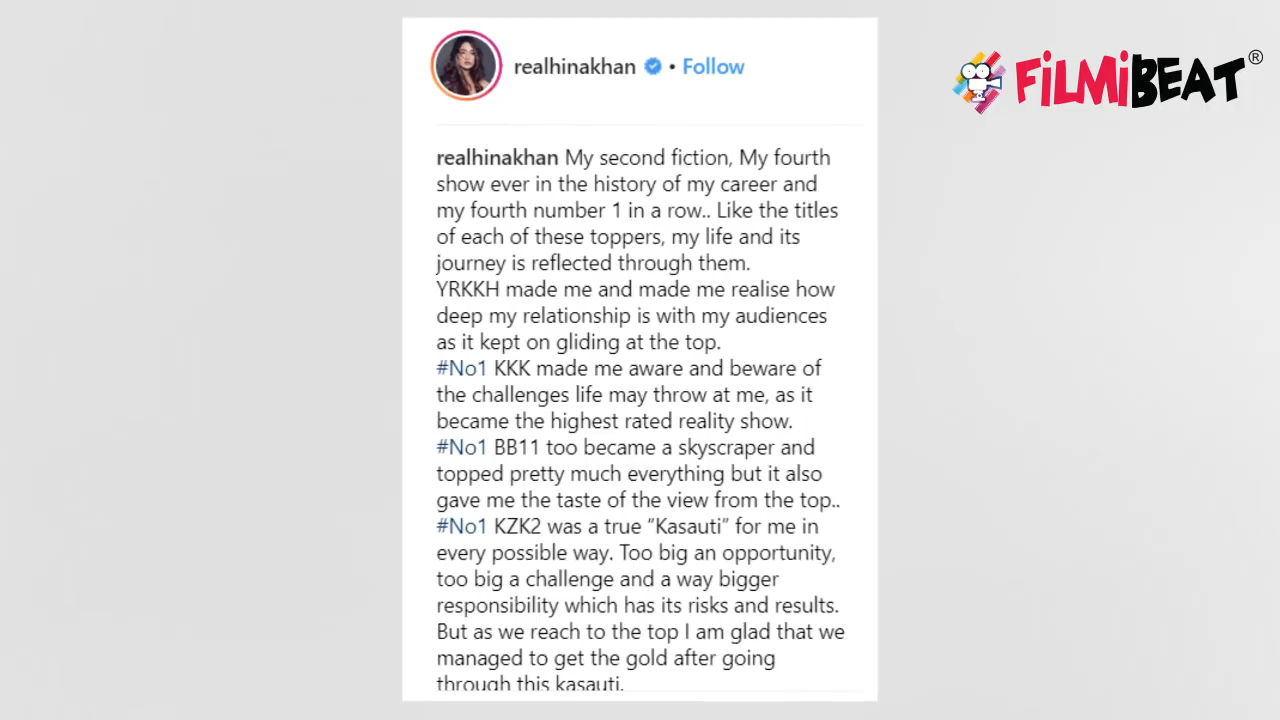 realhinakhan • Follow
FiLMiBEAT®
realhinakhan My second fiction, My fourth
show ever in the history of my career and
my fourth number 1 in a row.. Like the titles
of each of these toppers, my life and its
journey is reflected through them.
YRKKH made me and made me realise how
deep my relationship is with my audiences
as it kept on gliding at the top.
#No1 KKK made me aware and beware of
the challenges life may throw at me, as it
became the highest rated reality show.
#No1 BB11 too became a skyscraper and
topped pretty much everything but it also
gave me the taste of the view from the top..
#No1 KZK2 was a true “Kasauti” for me in
every possible way. Too big an opportunity,
too big a challenge and a way bigger
responsibility which has its risks and results.
But as we reach to the top I am glad that we
managed to get the gold after going
through this kasauti.